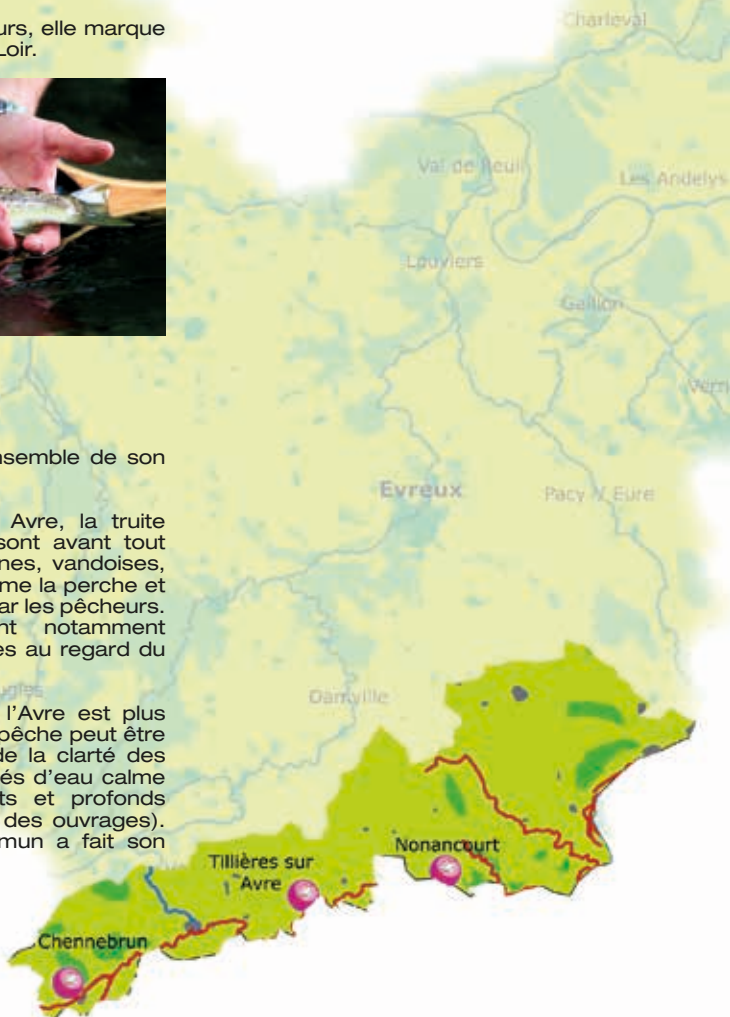 urs, elle marque
Loir.
nsemble de son
Avre, la truite
sont avant tout
nes, vandoises,
me la perche et
ar les pêcheurs.
nt notamment
es au regard du
l'Avre est plus
pêche peut être
de la clarté des
és d'eau calme
ts et profonds
des ouvrages).
mun a fait son
Charleval
Val de Reuil
Les Andelys
Louviers
Gaillon
Vern
Evreux
Pacy / Eure
ugles
Damville
Nonancourt
Tillières sur
Avre
Chennebrun